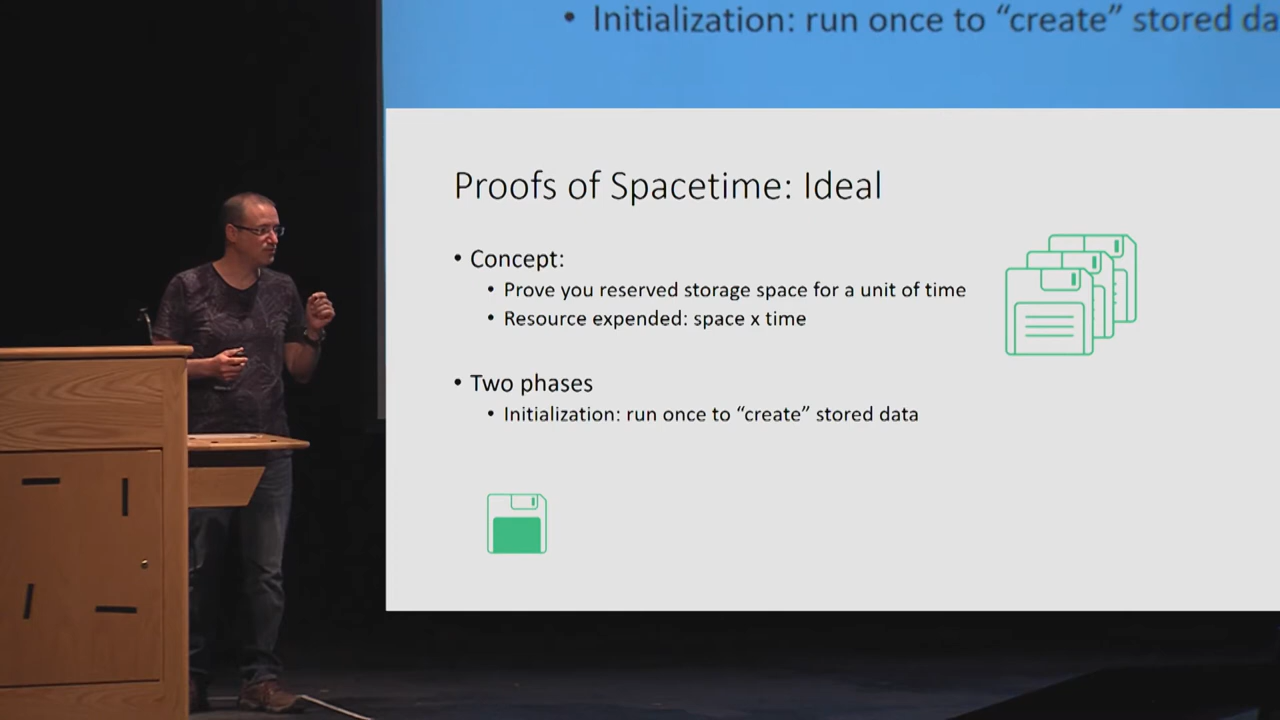 • Initialization: run once to “create” stored
Proofs of Spacetime: Ideal
• Concept:
• Prove you reserved storage space for a unit of time
• Resource expended: space x time
• Two phases
• Initialization: run once to “create” stored data